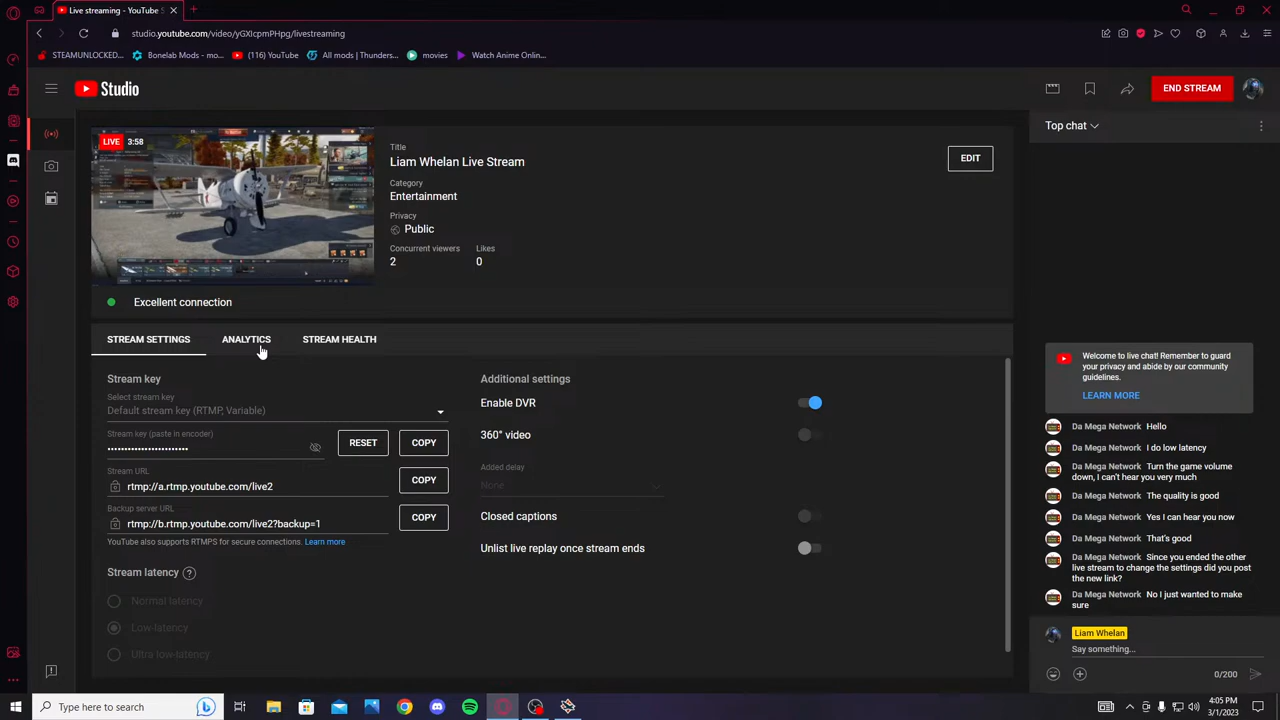 Live streaming - YouTube S
studio.youtube.com/video/yGXIcpmPHpg/livestreaming
STEAMUNLOCKED...
Bonelab Mods - mo...
(116) YouTube
All mods | Thunders...
movies
Watch Anime Onlin...
Studio
END STREAM
LIVE 3:58
Title
Liam Whelan Live Stream
EDIT
Category
Entertainment
Privacy
Public
Concurrent viewers Likes
2 0
Excellent connection
STREAM SETTINGS ANALYTICS STREAM HEALTH
Stream key
Select stream key
Default stream key (RTMP, Variable)
Stream key (paste in encoder)
••••••••••••••••••••••••
RESET COPY
Stream URL
rtmp://a.rtmp.youtube.com/live2
COPY
Backup server URL
rtmp://b.rtmp.youtube.com/live2?backup=1
COPY
YouTube also supports RTMPS for secure connections. Learn more
Stream latency ?
Normal latency
Low-latency
Ultra low-latency
Additional settings
Enable DVR
360° video
Added delay
None
Closed captions
Unlist live replay once stream ends
Top chat
Welcome to live chat! Remember to guard
your privacy and abide by our community
guidelines.
LEARN MORE
Da Mega Network Hello
Da Mega Network I do low latency
Da Mega Network Turn the game volume
down, I can't hear you very much
Da Mega Network The quality is good
Da Mega Network Yes I can hear you now
Da Mega Network That's good
Da Mega Network Since you ended the other
live stream to change the settings did you post
the new link?
Da Mega Network No I just wanted to make
sure
Liam Whelan
Say something...
0/200
Type here to search
4:05 PM
3/1/2023